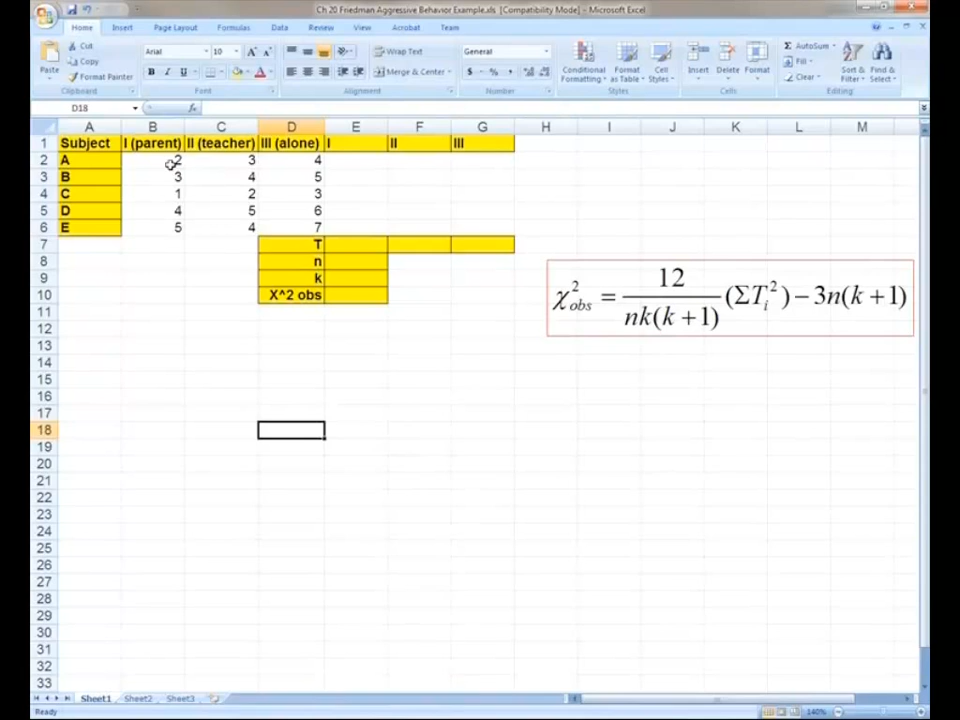 Ch 20 Friedman Aggressive Behavior Example.xls [Compatibility Mode] - Microsoft Excel
Home Insert Page Layout Formulas Data Review View Acrobat Team
Cut Arial 10 A A Wrap Text General AutoSum
Copy Fill
Paste Format Painter B I U A Merge & Center $ % , Conditional Formatting Format as Table Cell Styles Insert Delete Format Clear Sort & Filter Find & Select
Clipboard Font Alignment Number Styles Cells Editing
D18 fx
A B C D E F G H I J K L M
1 Subject I (parent) II (teacher) III (alone) I II III
2 A 2 3 4
3 B 3 4 5
4 C 1 2 3
5 D 4 5 6
6 E 5 4 7
7 T
8 n
9 k
10 X^2 obs
χ²obs = 12 / nk(k +1) (ΣTi²) − 3n(k +1)
11
12
13
14
15
16
17
18
19
20
21
22
23
24
25
26
27
28
29
30
31
32
33
Sheet1 Sheet2 Sheet3
Ready 140%